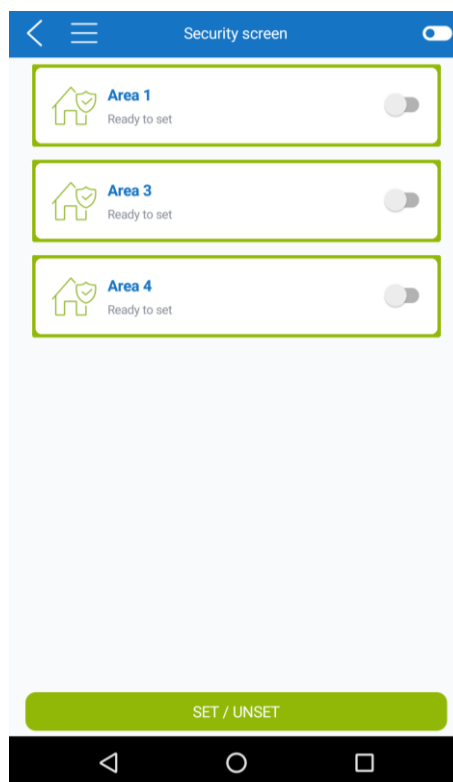 Security screen
Area 1
Ready to set
Area 3
Ready to set
Area 4
Ready to set
SET / UNSET